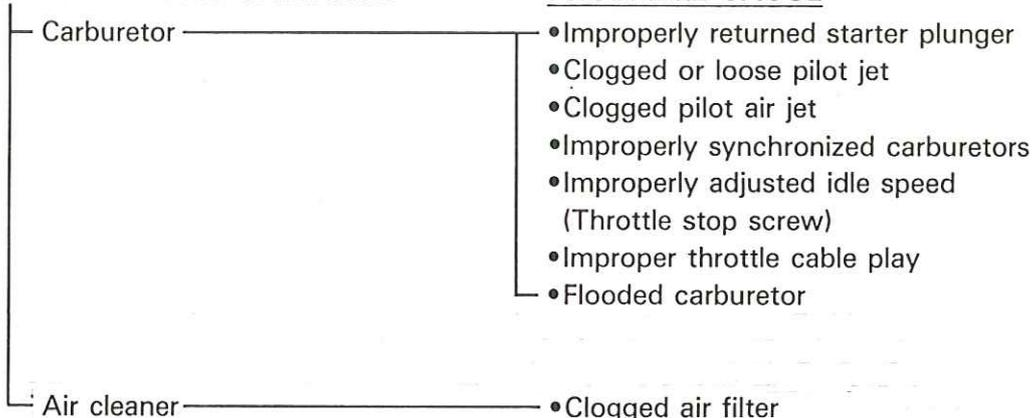 Carburetor
•Improperly returned starter plunger
•Clogged or loose pilot jet
•Clogged pilot air jet
•Improperly synchronized carburetors
•Improperly adjusted idle speed
(Throttle stop screw)
•Improper throttle cable play
•Flooded carburetor
Air cleaner
•Clogged air filter